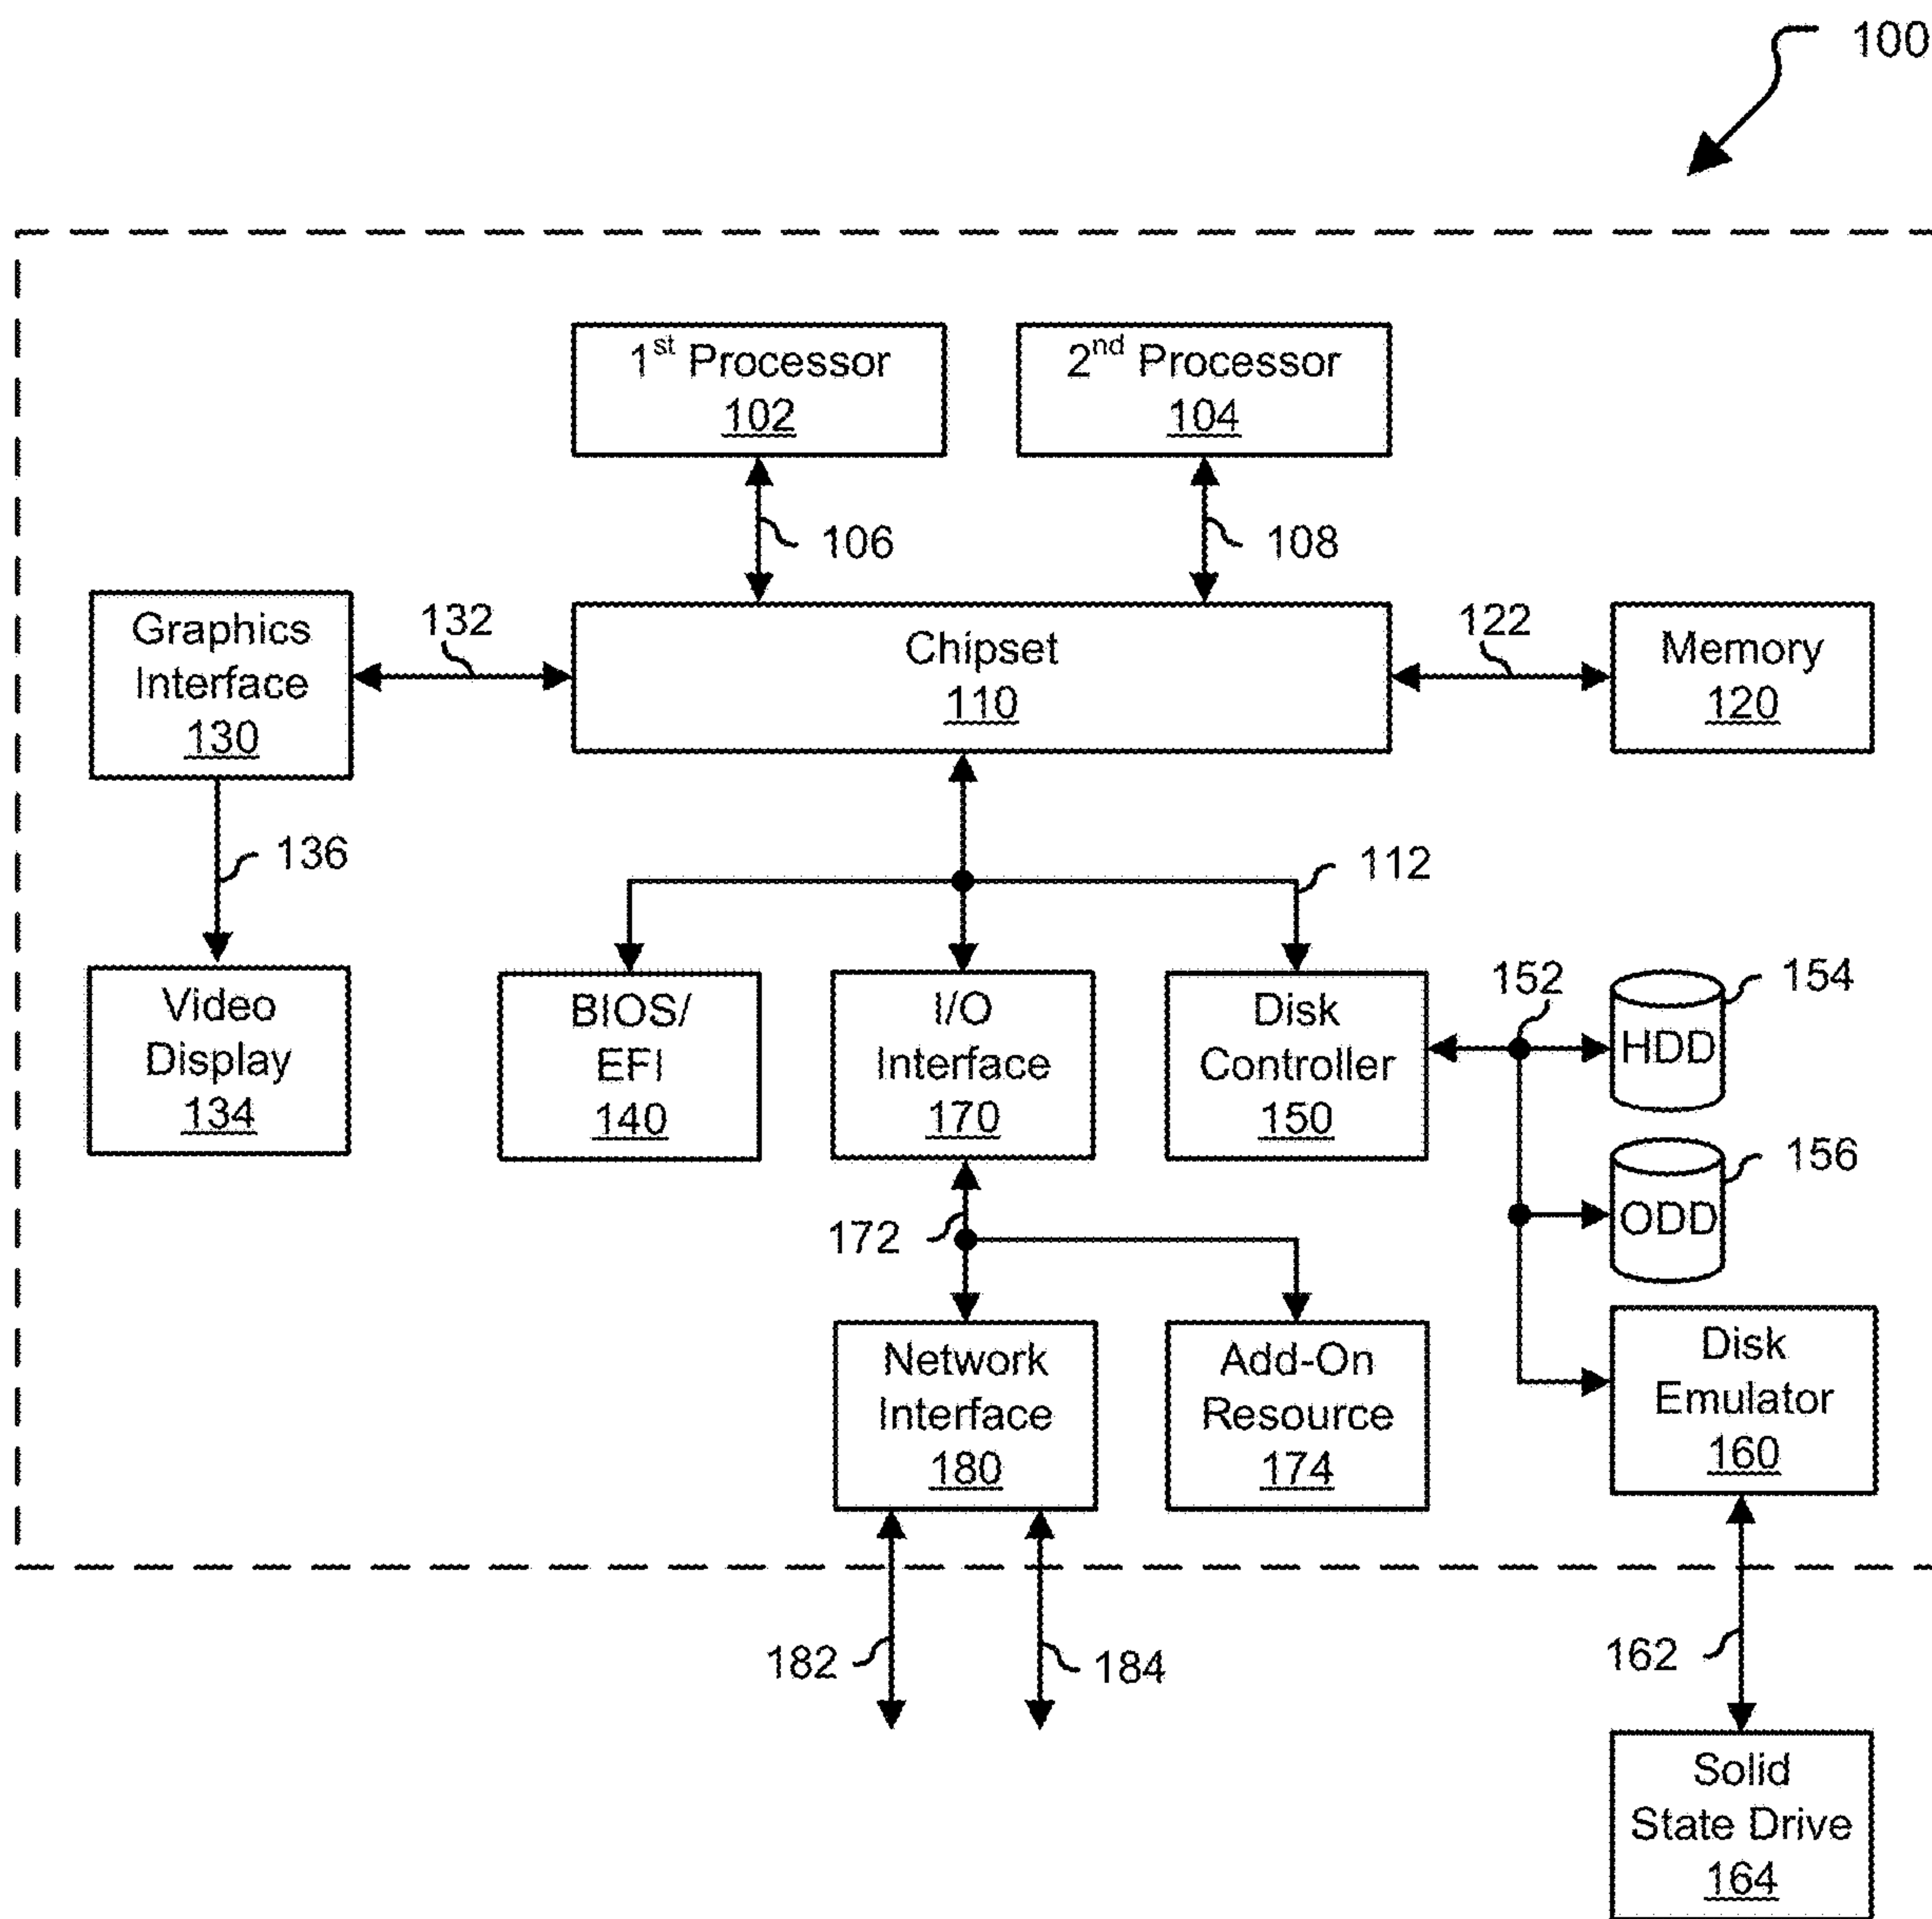 100
1st Processor
102
2nd Processor
104
106
108
Graphics
Interface
130
132
Chipset
110
122
Memory
120
136
112
Video
Display
134
BIOS/
EFI
140
I/O
Interface
170
Disk
Controller
150
152
HDD
154
ODD
156
172
Network
Interface
180
Add-On
Resource
174
Disk
Emulator
160
182
184
162
Solid
State Drive
164